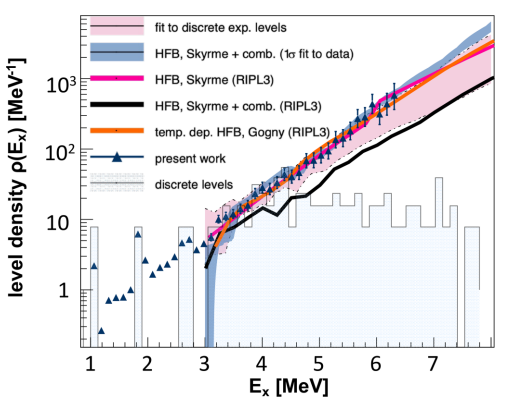 fit to discrete exp. levels
HFB, Skyrme + comb. (1σ fit to data)
HFB, Skyrme (RIPL3)
HFB, Skyrme + comb. (RIPL3)
temp. dep. HFB, Gogny (RIPL3)
present work
discrete levels
level density ρ(Eₓ) [MeV⁻¹]
10³
10²
10
1
1 2 3 4 5 6 7
Eₓ [MeV]